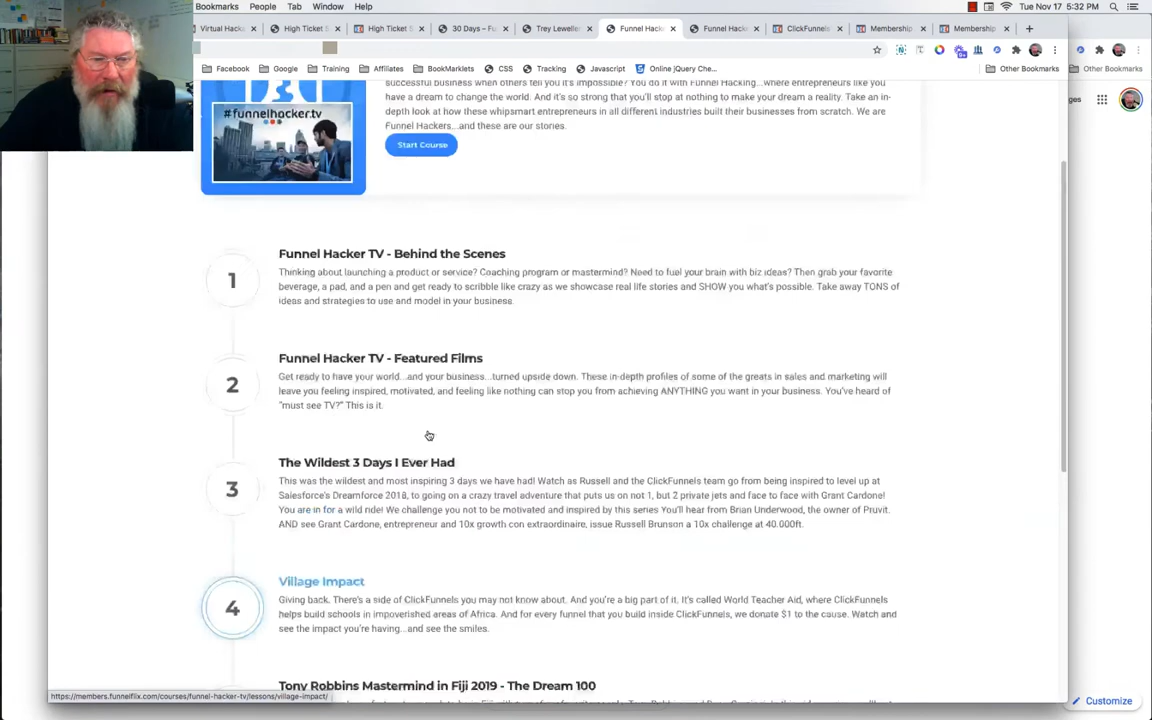 Bookmarks People Tab Window Help Tue Nov 17 5:32 PM
Virtual Hacka High Ticket S High Ticket S 30 Days – Fu Trey Leweller Funnel Hacke Funnel Hacke ClickFunnels Membership Membership
Facebook Google Training Affiliates BookMarklets CSS Tracking Javascript Online jQuery Che... Other Bookmarks Other Bookmarks
ges
#funnelhacker.tv
successful business when others tell you it's impossible? You do it with Funnel Hacking...where entrepreneurs like you
have a dream to change the world. And it's so strong that you'll stop at nothing to make your dream a reality. Take an in-
depth look at how these whipsmart entrepreneurs in all different industries built their businesses from scratch. We are
Funnel Hackers...and these are our stories.
Start Course
1
Funnel Hacker TV - Behind the Scenes
Thinking about launching a product or service? Coaching program or mastermind? Need to fuel your brain with biz ideas? Then grab your favorite
beverage, a pad, and a pen and get ready to scribble like crazy as we showcase real life stories and SHOW you what's possible. Take away TONS of
ideas and strategies to use and model in your business.
2
Funnel Hacker TV - Featured Films
Get ready to have your world...and your business...turned upside down. These in-depth profiles of some of the greats in sales and marketing will
leave you feeling inspired, motivated, and feeling like nothing can stop you from achieving ANYTHING you want in your business. You've heard of
"must see TV?" This is it.
3
The Wildest 3 Days I Ever Had
This was the wildest and most inspiring 3 days we have had! Watch as Russell and the ClickFunnels team go from being inspired to level up at
Salesforce's Dreamforce 2018, to going on a crazy travel adventure that puts us on not 1, but 2 private jets and face to face with Grant Cardone!
You are in for a wild ride! We challenge you not to be motivated and inspired by this series You'll hear from Brian Underwood, the owner of Pruvit.
AND see Grant Cardone, entrepreneur and 10x growth con extraordinaire, issue Russell Brunson a 10x challenge at 40,000ft.
4
Village Impact
Giving back. There's a side of ClickFunnels you may not know about. And you're a big part of it. It's called World Teacher Aid, where ClickFunnels
helps build schools in impoverished areas of Africa. And for every funnel that you build inside ClickFunnels, we donate $1 to the cause. Watch and
see the impact you're having...and see the smiles.
Tony Robbins Mastermind in Fiji 2019 - The Dream 100
https://members.funnelflix.com/courses/funnel-hacker-tv/lessons/village-impact/
Customize